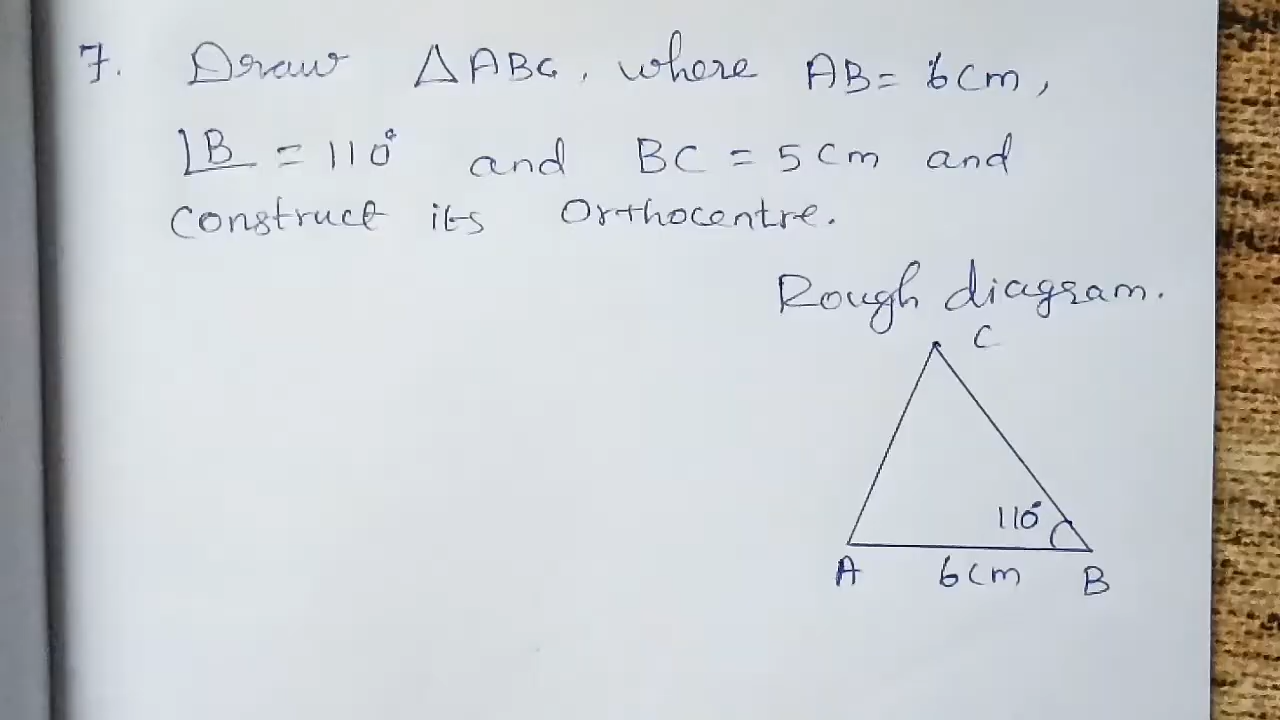 7. Draw △ABC, where AB = 6cm,
∠B = 110° and BC = 5cm and
construct its Orthocentre.
Rough diagram.
C
110°
A 6cm B